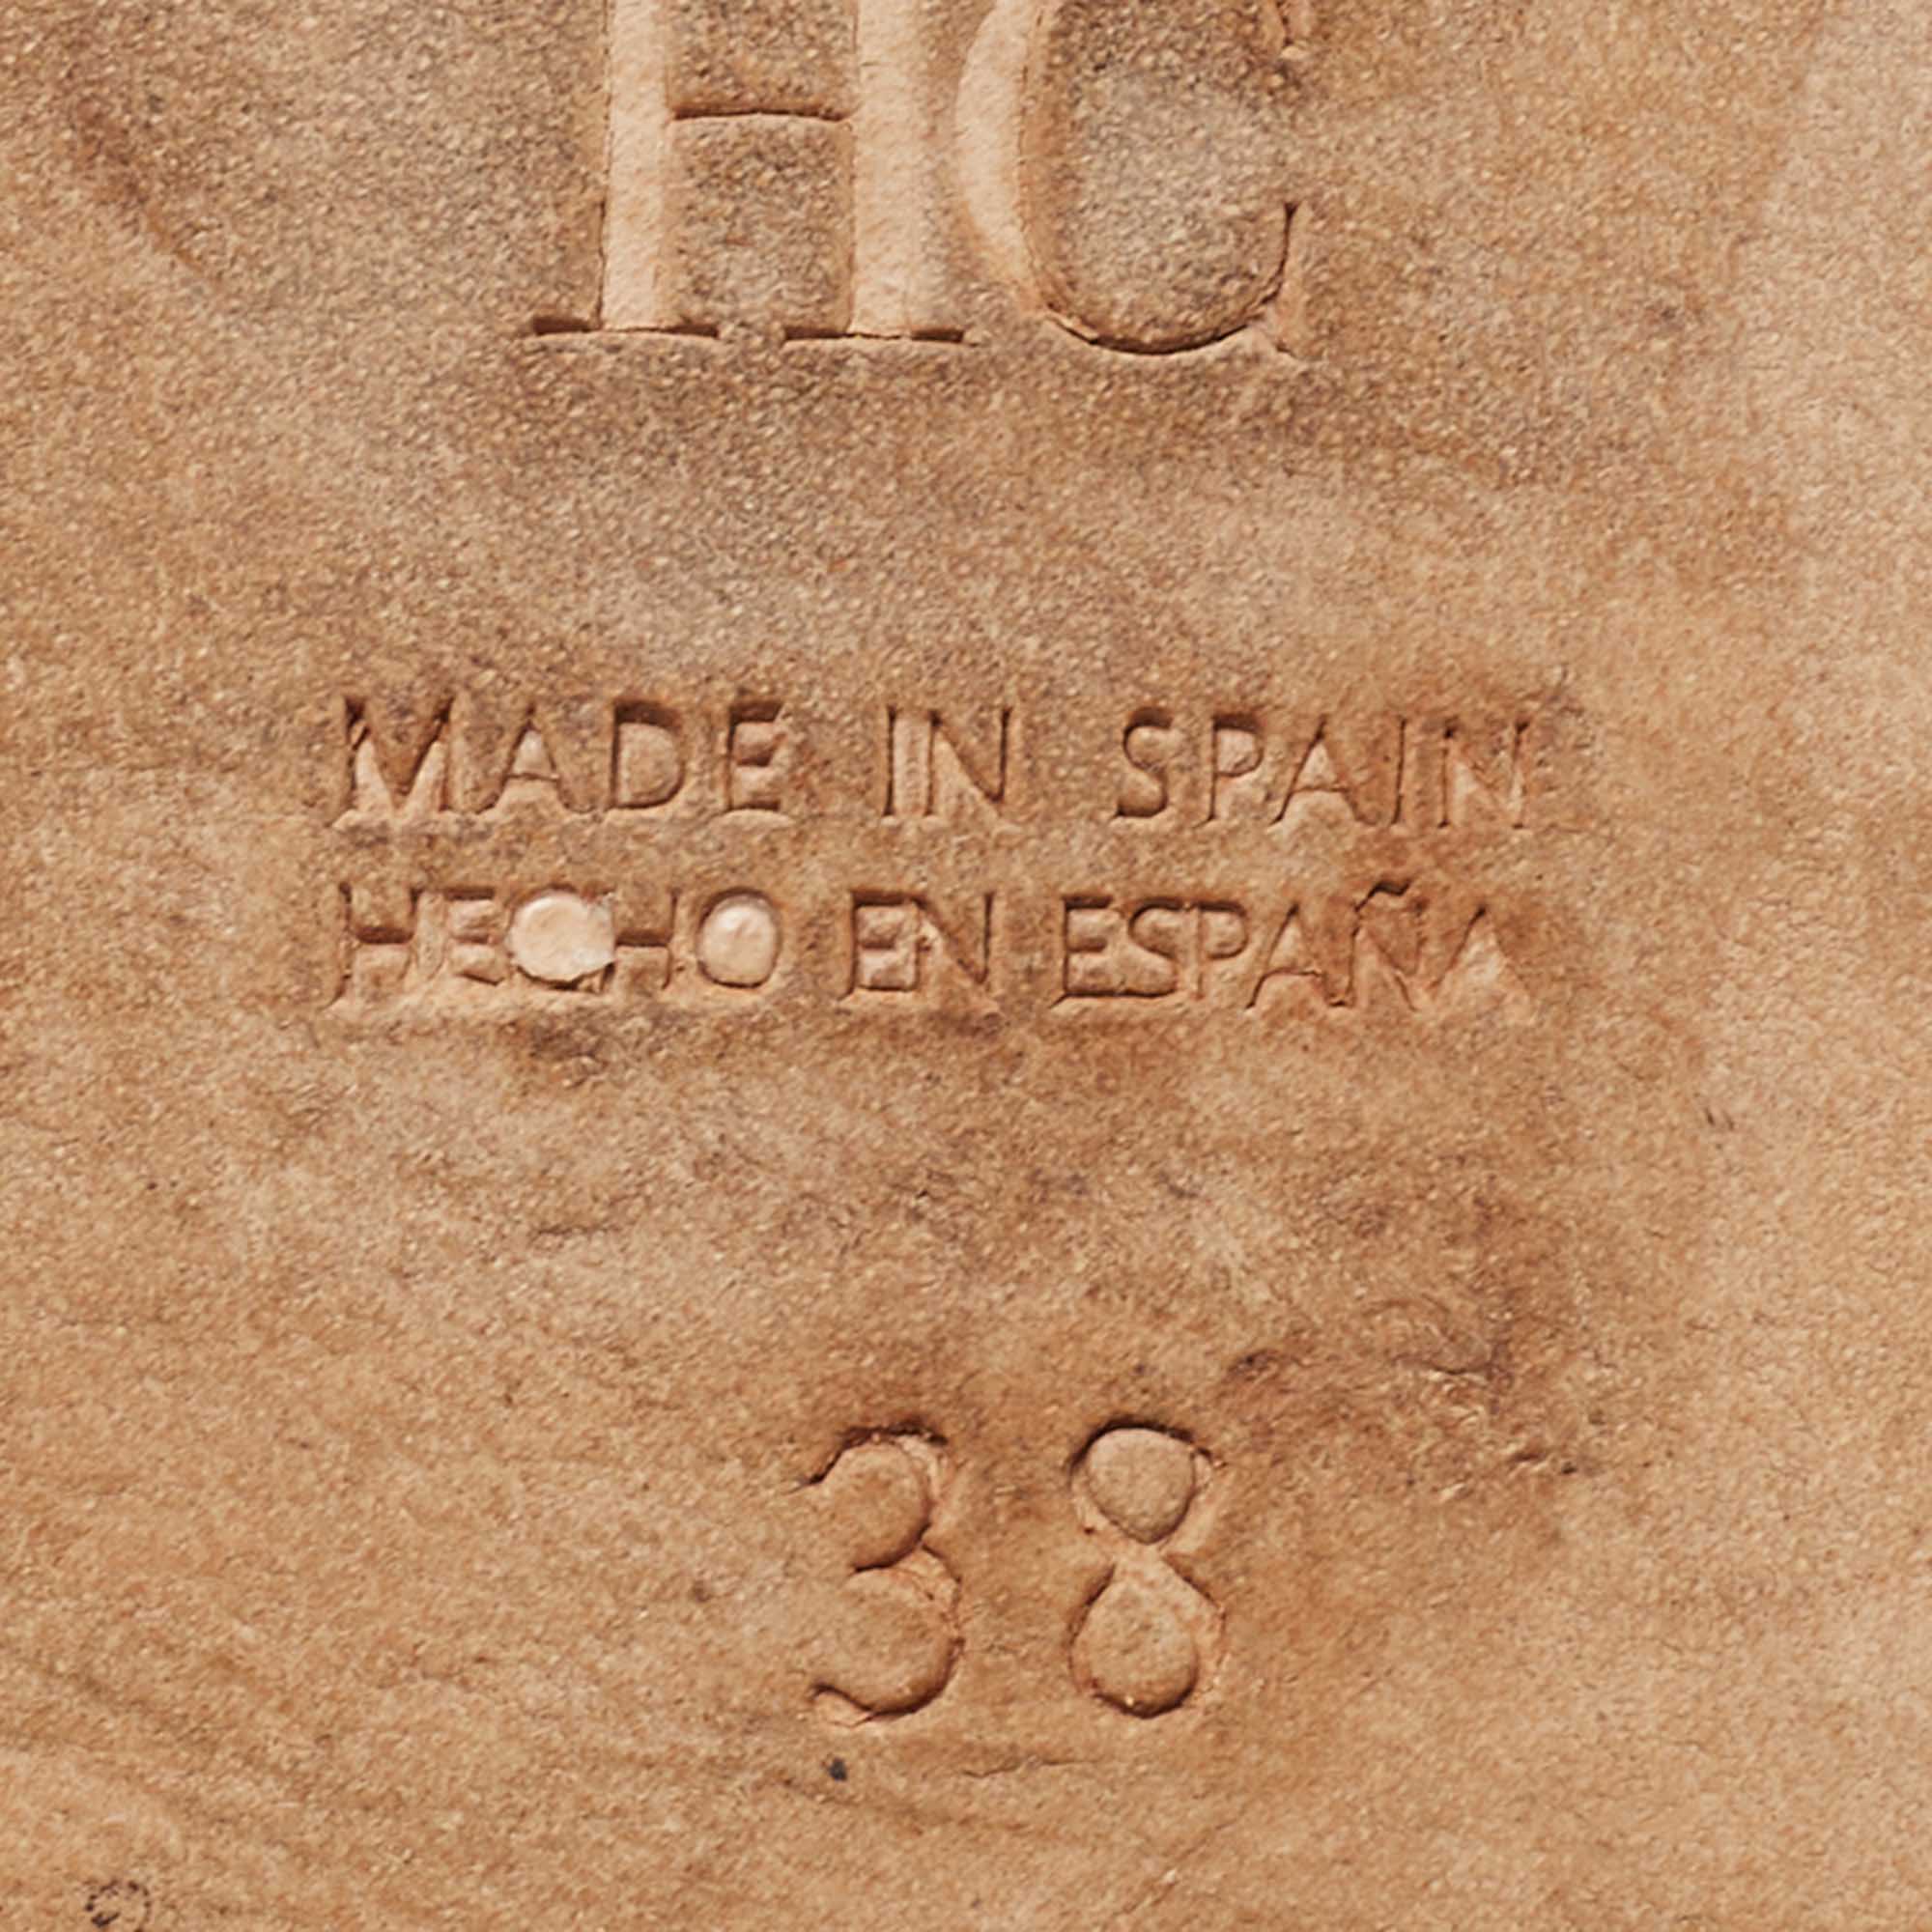 HC
MADE IN SPAIN
HECHO EN ESPAÑA
38